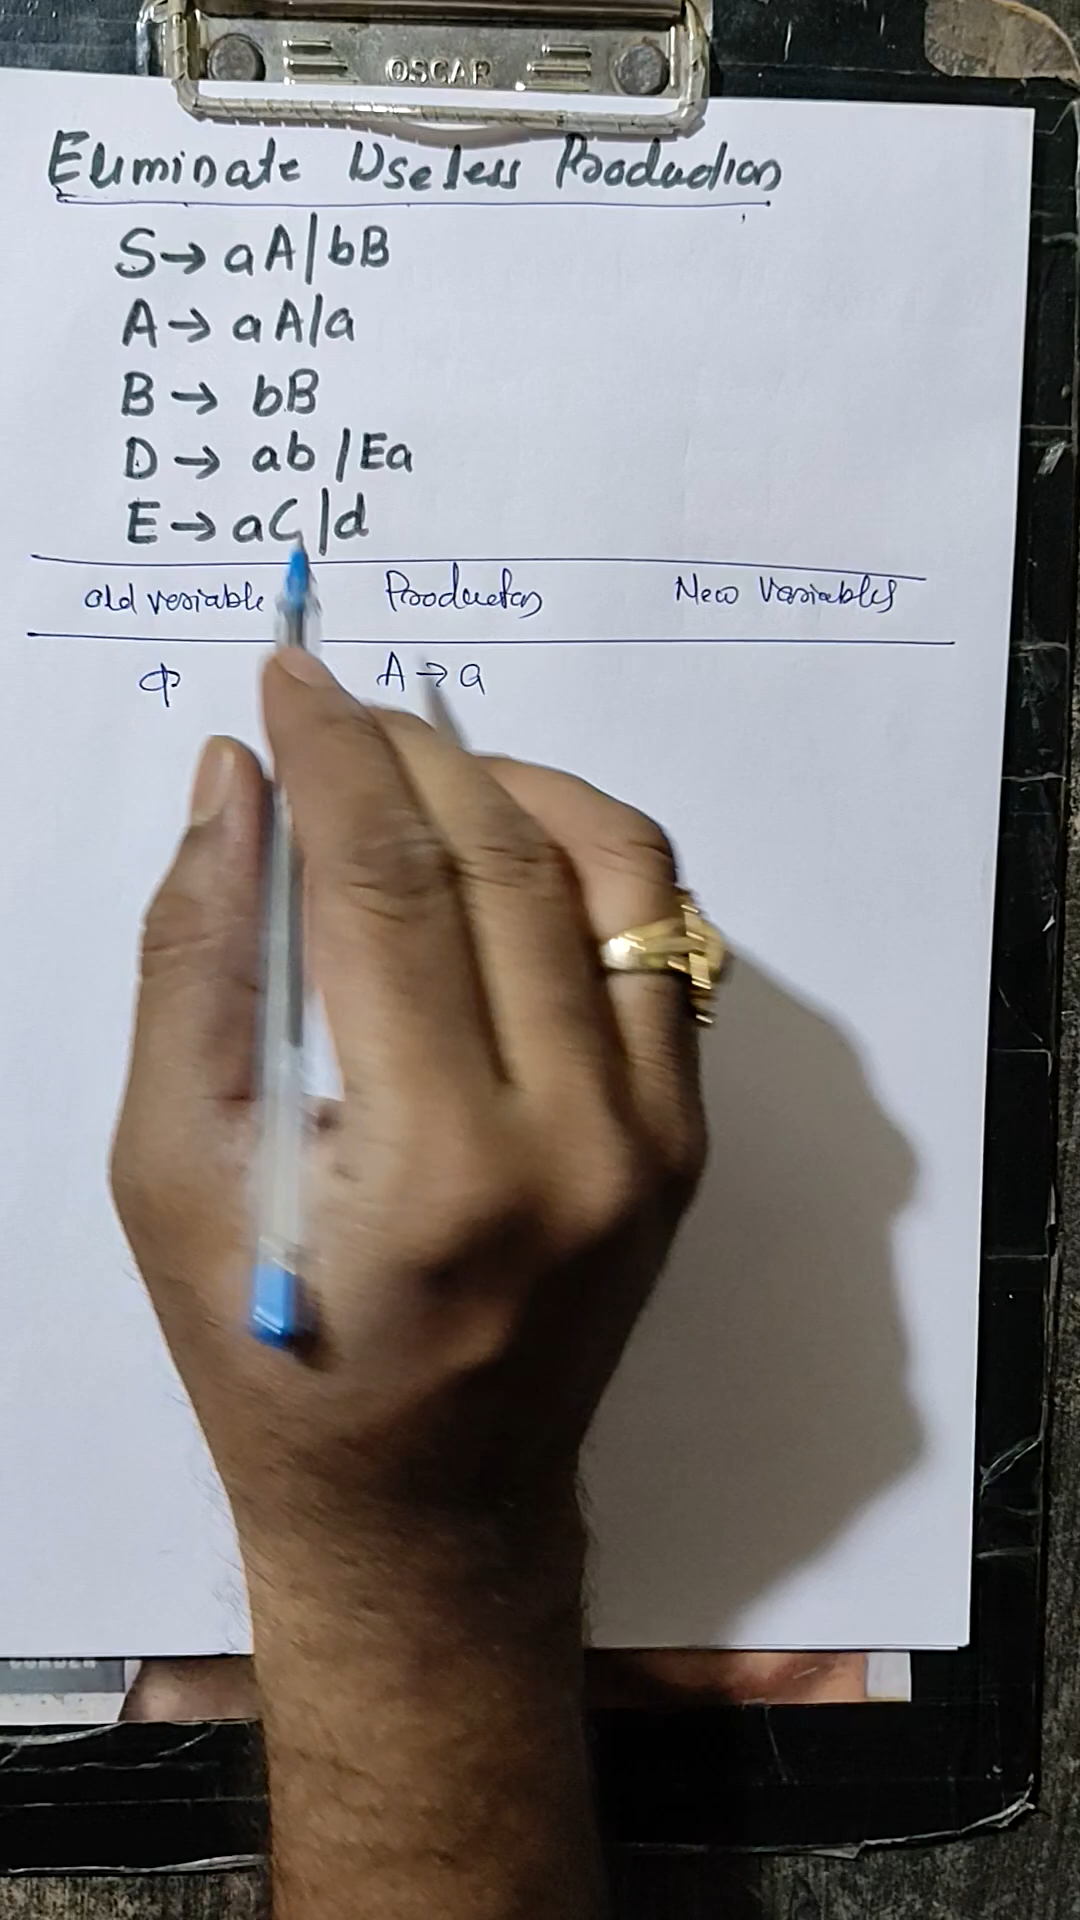 OSCAR
Eliminate Useless Production
S → aA | bB
A → aA | a
B → bB
D → ab | Ea
E → aC | d
old variable Production New Variables
Φ A → a